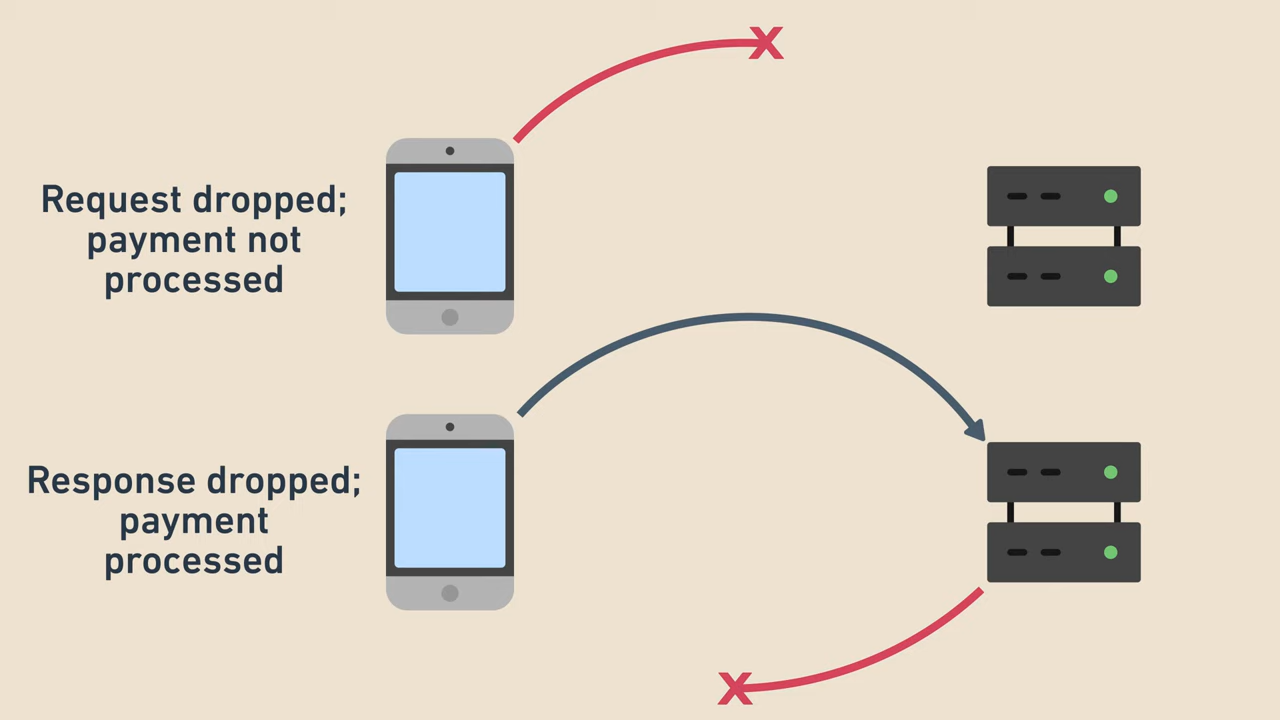 Request dropped;
payment not
processed
Response dropped;
payment
processed